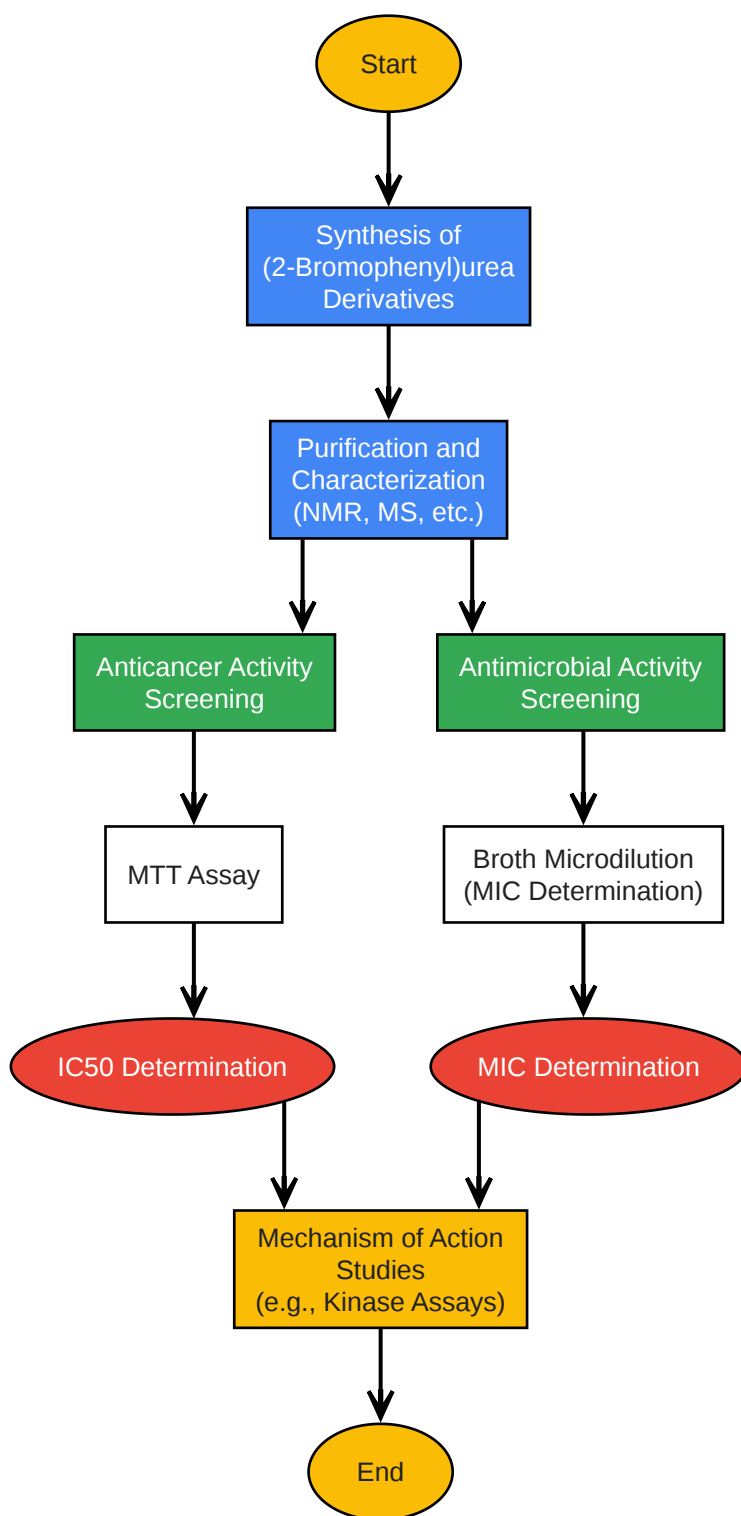 Start
Synthesis of
(2-Bromophenyl)urea
Derivatives
Purification and
Characterization
(NMR, MS, etc.)
Anticancer Activity
Screening
Antimicrobial Activity
Screening
MTT Assay
Broth Microdilution
(MIC Determination)
IC50 Determination
MIC Determination
Mechanism of Action
Studies
(e.g., Kinase Assays)
End